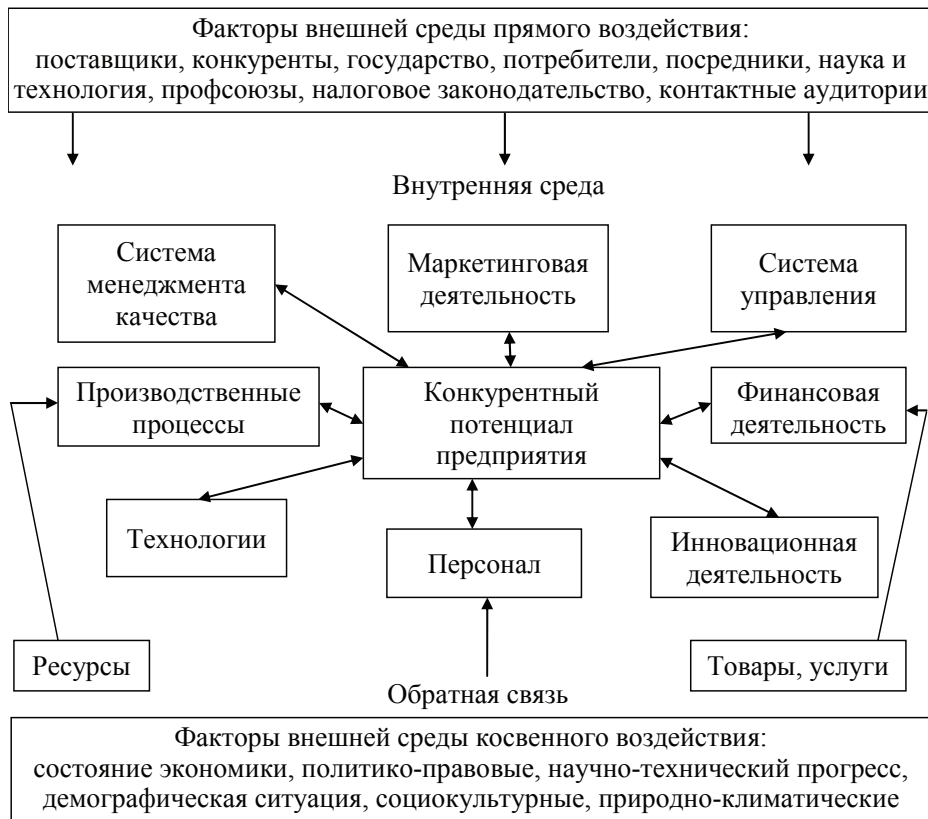 Факторы внешней среды прямого воздействия:
поставщики, конкуренты, государство, потребители, посредники, наука и
технология, профсоюзы, налоговое законодательство, контактные аудитории
Внутренняя среда
Система
менеджмента
качества
Маркетинговая
деятельность
Система
управления
Производственные
процессы
Конкурентный
потенциал
предприятия
Финансовая
деятельность
Технологии
Персонал
Инновационная
деятельность
Ресурсы
Товары, услуги
Обратная связь
Факторы внешней среды косвенного воздействия:
состояние экономики, политико-правовые, научно-технический прогресс,
демографическая ситуация, социокультурные, природно-климатические